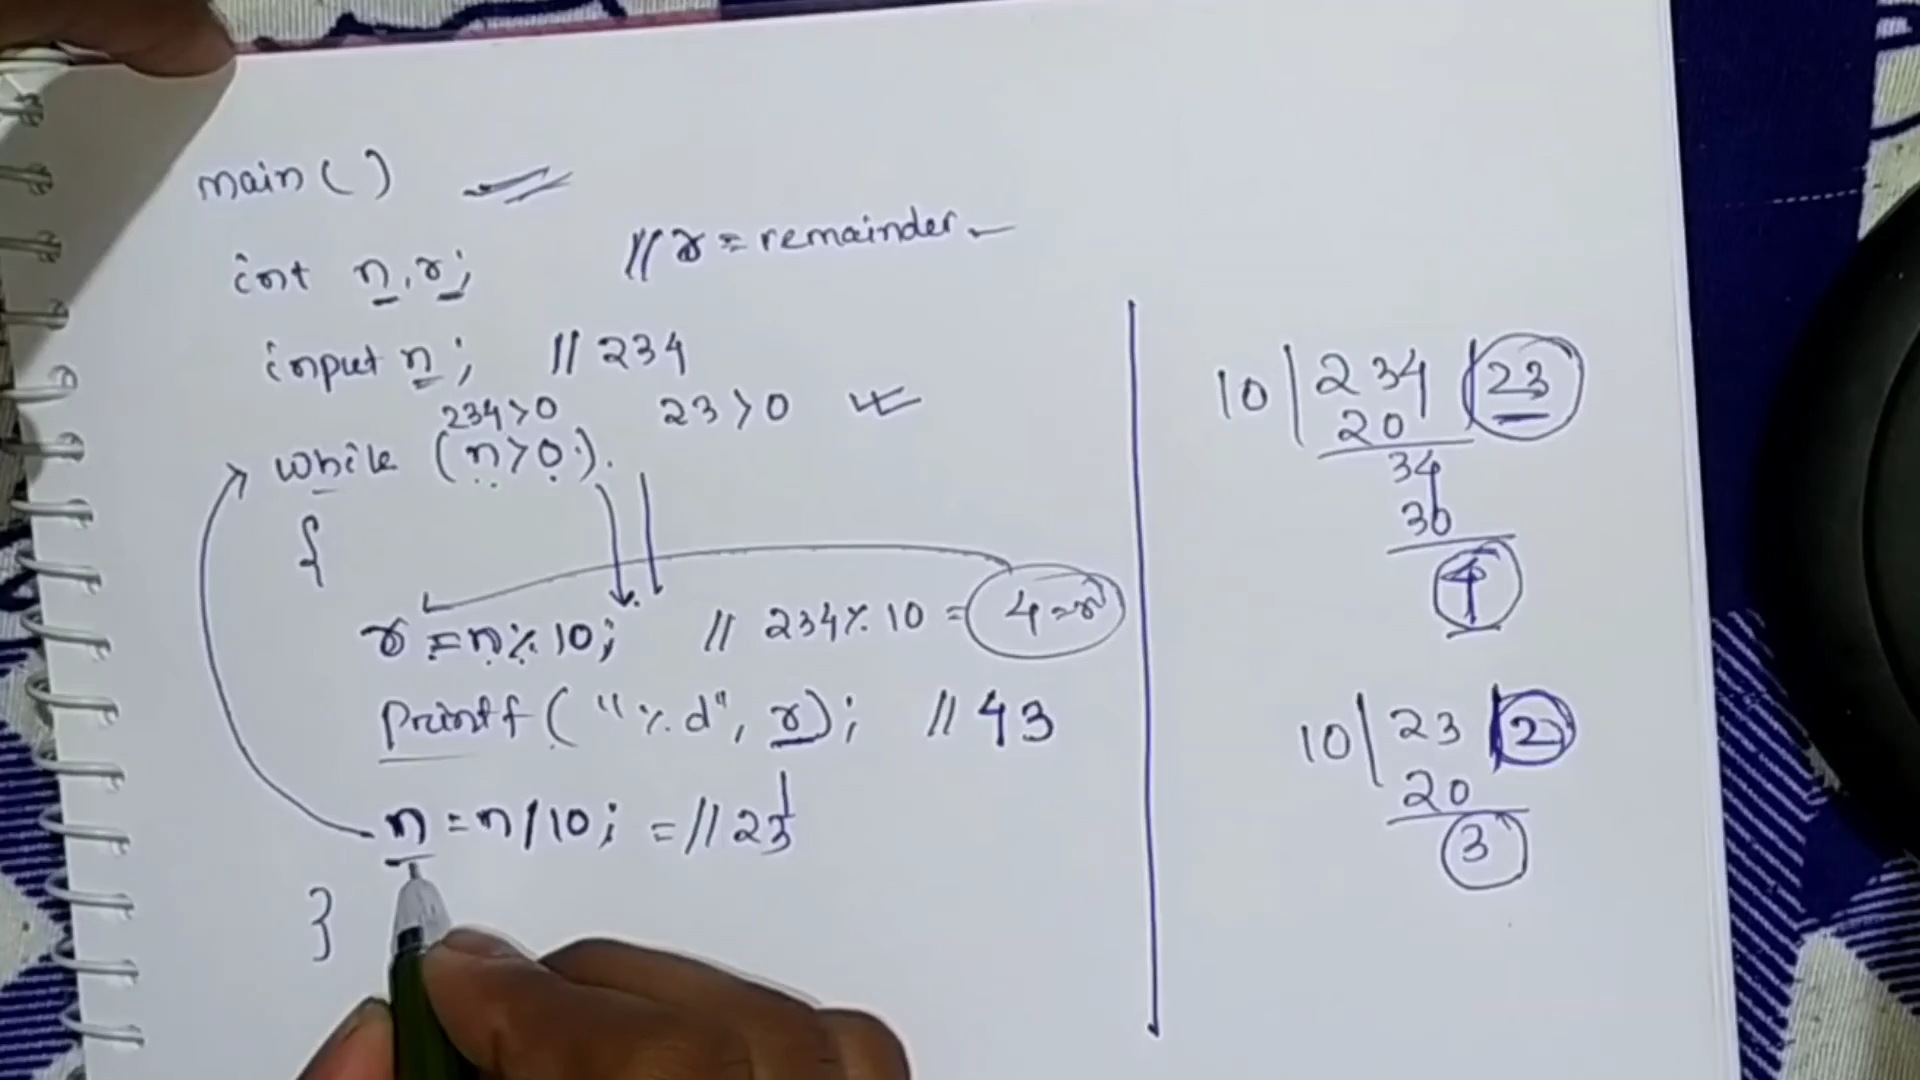 main ( )
int n, r;     // r = remainder
input n;     // 234
234>0     23 > 0
while (n>0)
{
r = n % 10;     // 234 % 10 = 4=r
printf ( "%d", r);     // 43
n = n/10; = // 23
}
10 | 234 | 23
20
34
30
4
10 | 23 | 2
20
3